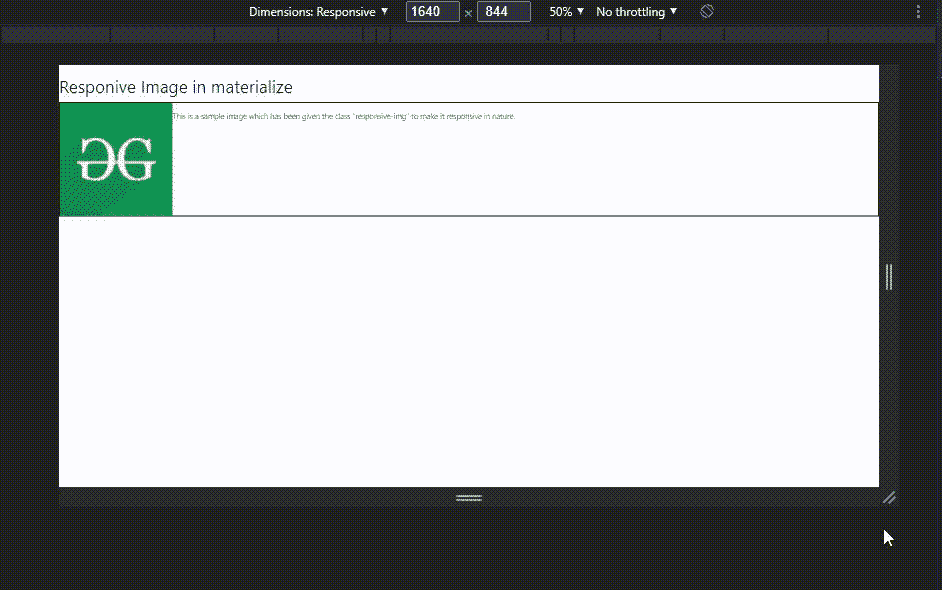 Dimensions: Responsive ▼ 1640 × 844 50% ▼ No throttling ▼
Responive Image in materialize
This is a sample image which has been given the class "responsive-img" to make it responsive in nature.